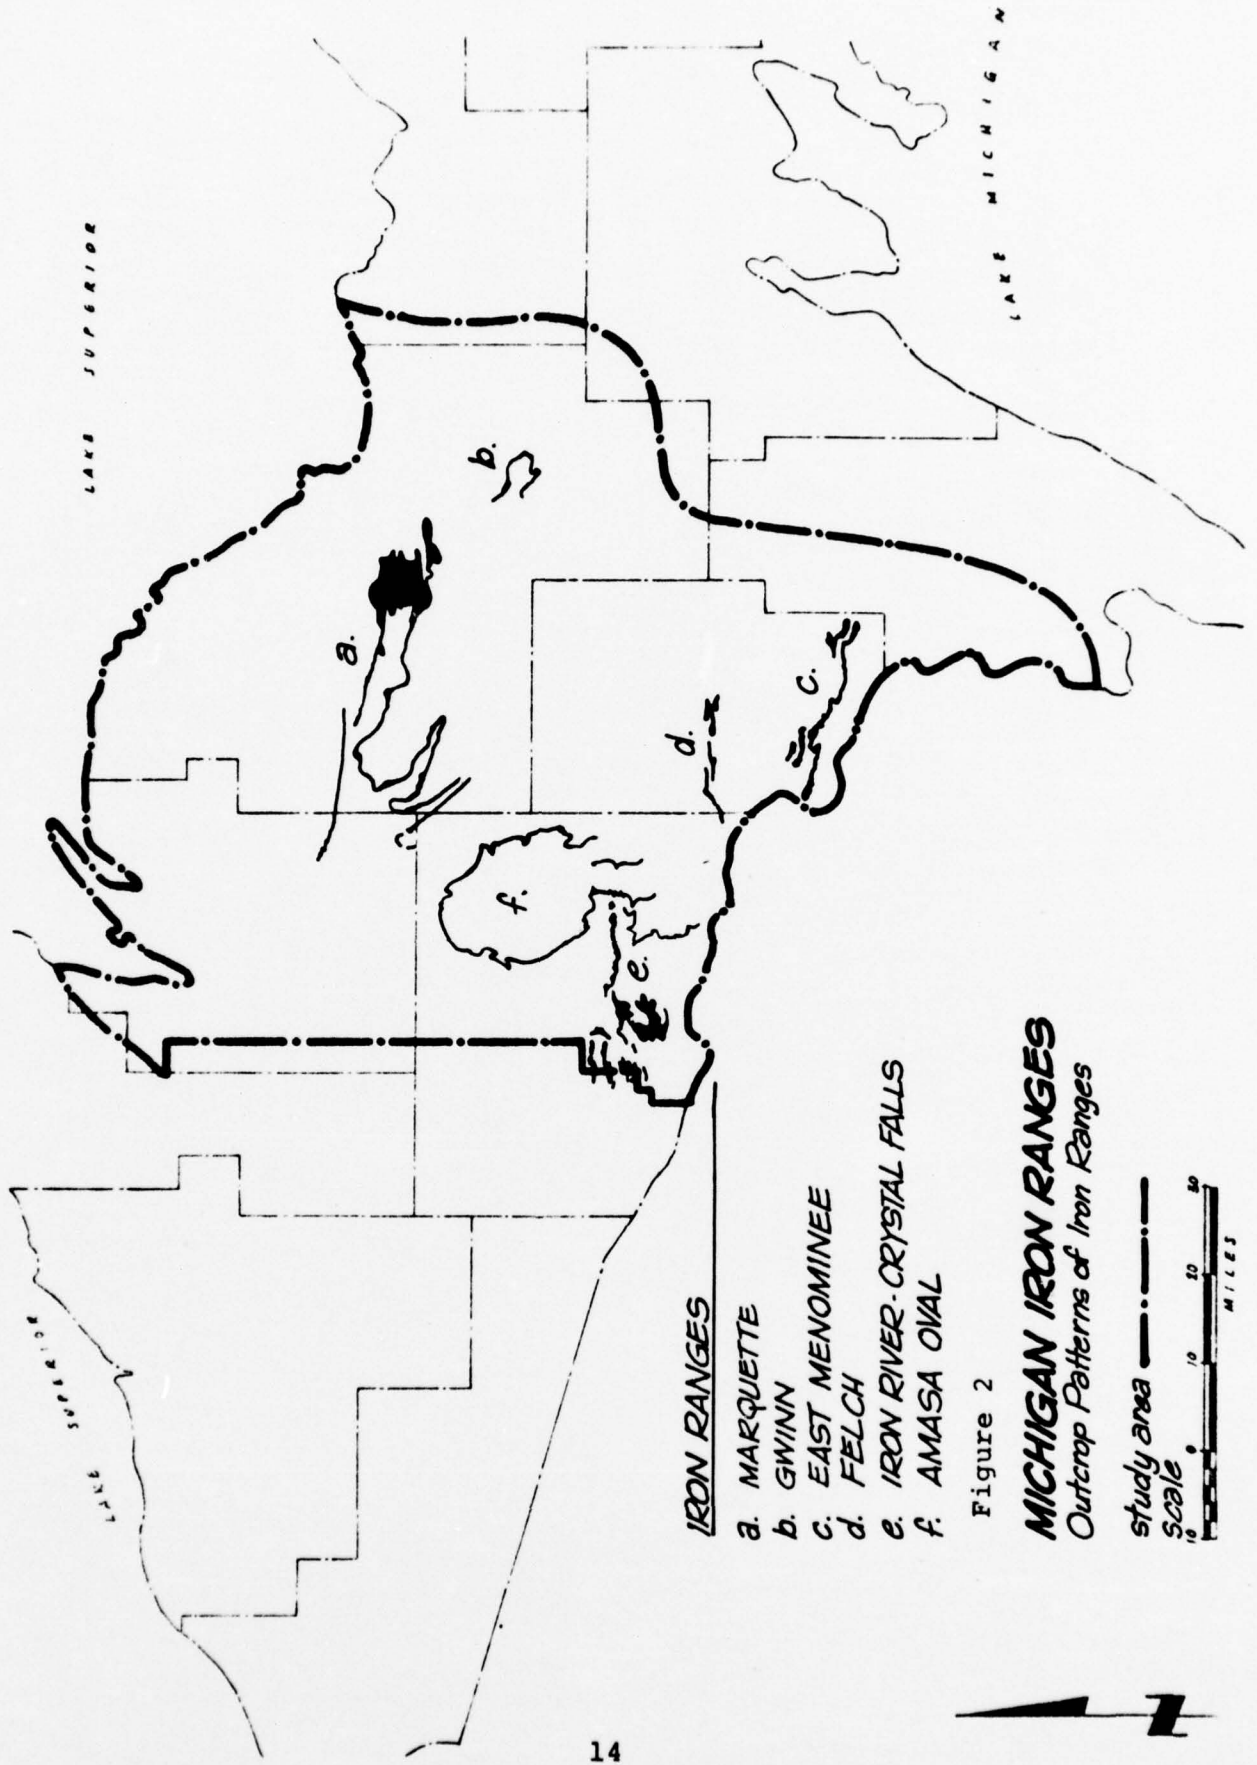 LAKE SUPERIOR
LAKE SUPERIOR
LAKE MICHIGAN
a.
b.
c.
d.
e.
f.
IRON RANGES
a. MARQUETTE
b. GWINN
c. EAST MENOMINEE
d. FELCH
e. IRON RIVER-CRYSTAL FALLS
f. AMASA OVAL
Figure 2
MICHIGAN IRON RANGES
Outcrop Patterns of Iron Ranges
study area
scale
10 0 10 20 30
MILES
N
14